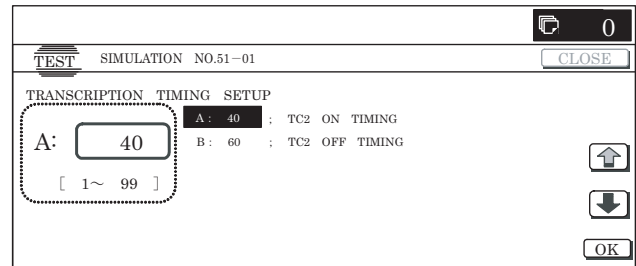 0
TEST SIMULATION NO.51-01 CLOSE
TRANSCRIPTION TIMING SETUP
A: 40 ; TC2 ON TIMING
B: 60 ; TC2 OFF TIMING
A: 40
[ 1~ 99 ]
OK